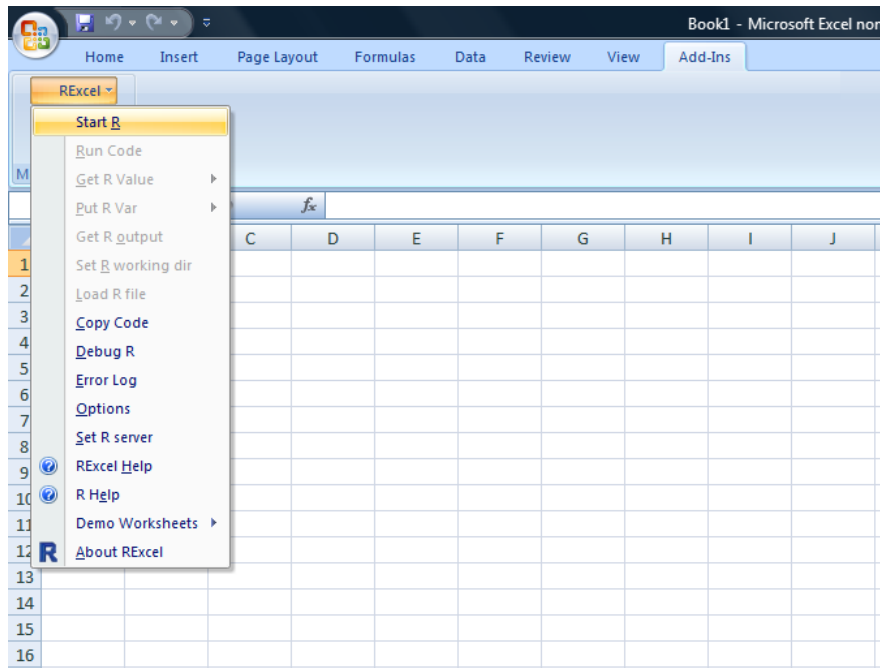 Book1 - Microsoft Excel non
Home Insert Page Layout Formulas Data Review View Add-Ins
RExcel
Start R
Run Code
M
Get R Value
Put R Var
fx
Get R output
C D E F G H I J
1
Set R working dir
2
Load R file
3
Copy Code
4
Debug R
5
Error Log
6
Options
7
Set R server
8
RExcel Help
9
R Help
10
Demo Worksheets
11
R About RExcel
12
13
14
15
16